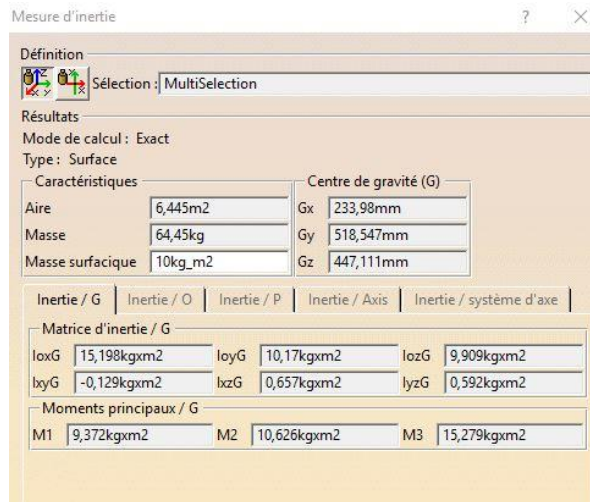 Mesure d'inertie ? ×
Définition
Sélection : MultiSelection
Résultats
Mode de calcul : Exact
Type : Surface
Caractéristiques Centre de gravité (G)
Aire 6,445m2 Gx 233,98mm
Masse 64,45kg Gy 518,547mm
Masse surfacique 10kg_m2 Gz 447,111mm
Inertie / G Inertie / O Inertie / P Inertie / Axis Inertie / système d'axe
Matrice d'inertie / G
IoxG 15,198kgxm2 IoyG 10,17kgxm2 IozG 9,909kgxm2
IxyG -0,129kgxm2 IxzG 0,657kgxm2 IyzG 0,592kgxm2
Moments principaux / G
M1 9,372kgxm2 M2 10,626kgxm2 M3 15,279kgxm2